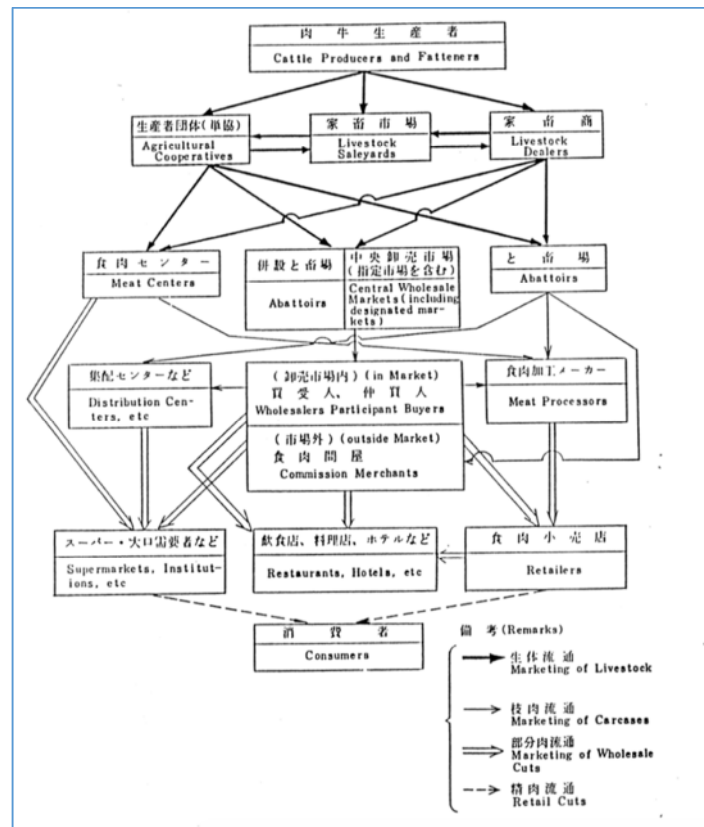 肉牛生産者
Cattle Producers and Fatteners
生産者団体(単協)
Agricultural
Cooperatives
家畜市場
Livestock
Saleyards
家畜商
Livestock
Dealers
食肉センター
Meat Centers
併設と畜場
Abattoirs
中央卸売市場
(指定市場を含む)
Central Wholesale
Markets(including
designated mar-
kets)
と畜場
Abattoirs
集配センターなど
Distribution Cen-
ters, etc
(卸売市場内)(in Market)
買受人、仲買人
Wholesalers Participant Buyers
(市場外)(outside Market)
食肉問屋
Commission Merchants
食肉加工メーカー
Meat Processors
スーパー・大口需要者など
Supermarkets, Institut-
ions, etc
飲食店、料理店、ホテルなど
Restaurants, Hotels, etc
食肉小売店
Retailers
消費者
Consumers
備考(Remarks)
生体流通
Marketing of Livestock
枝肉流通
Marketing of Carcases
部分肉流通
Marketing of Wholesale
Cuts
精肉流通
Retail Cuts